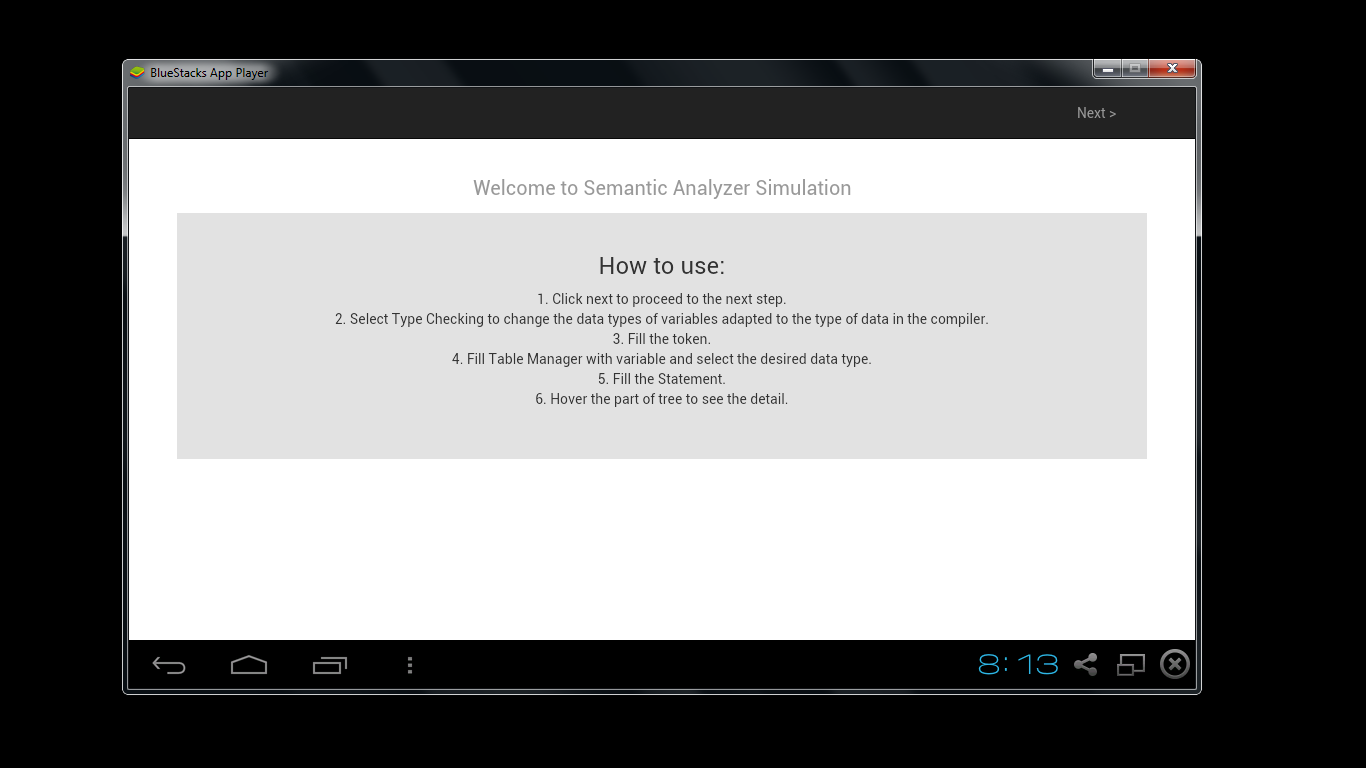 BlueStacks App Player
Next >
Welcome to Semantic Analyzer Simulation
How to use:
1. Click next to proceed to the next step.
2. Select Type Checking to change the data types of variables adapted to the type of data in the compiler.
3. Fill the token.
4. Fill Table Manager with variable and select the desired data type.
5. Fill the Statement.
6. Hover the part of tree to see the detail.
8:13